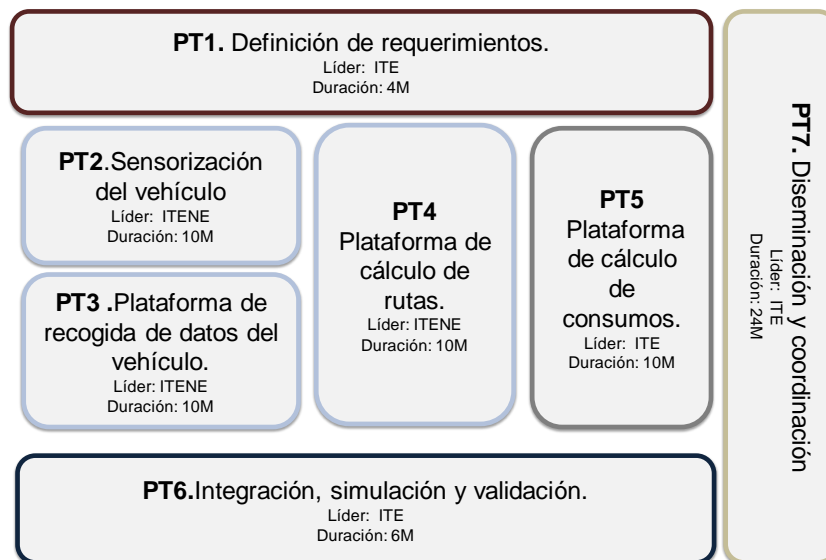 PT1. Definición de requerimientos.
Líder: ITE
Duración: 4M
PT2.Sensorización
del vehículo
Líder: ITENE
Duración: 10M
PT3 .Plataforma de
recogida de datos del
vehículo.
Líder: ITENE
Duración: 10M
PT4
Plataforma de
cálculo de
rutas.
Líder: ITENE
Duración: 10M
PT5
Plataforma
de cálculo
de
consumos.
Líder: ITE
Duración: 10M
PT6.Integración, simulación y validación.
Líder: ITE
Duración: 6M
PT7. Diseminación y coordinación
Líder: ITE
Duración: 24M